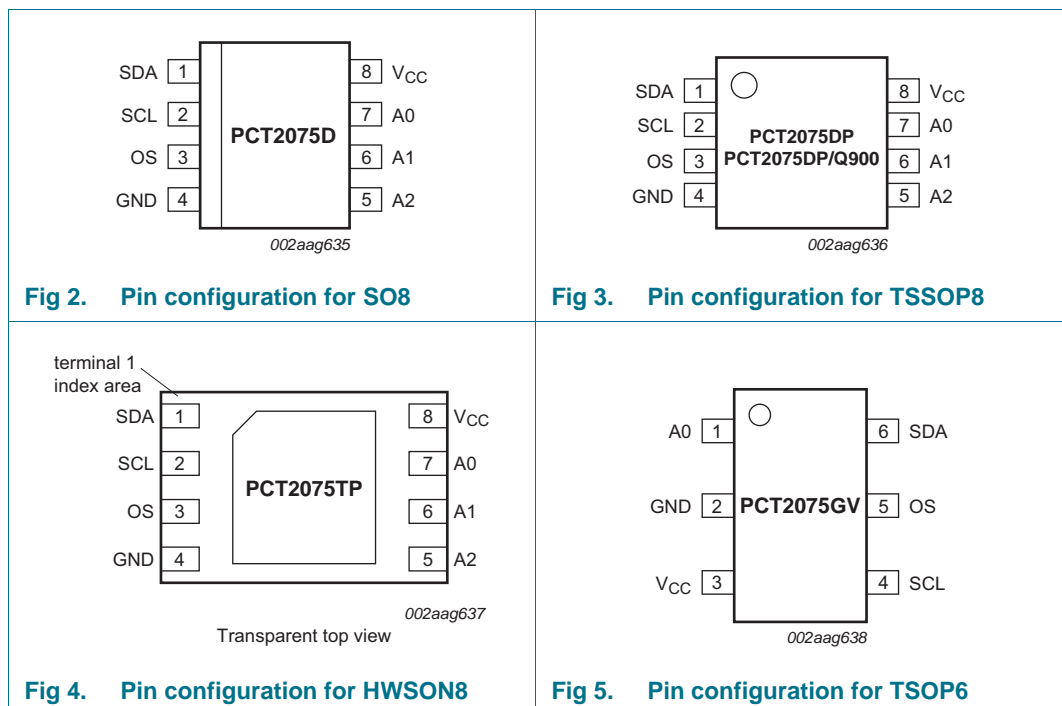 SDA 1
SCL 2
OS 3
GND 4
PCT2075D
8 VCC
7 A0
6 A1
5 A2
002aag635
Fig 2. Pin configuration for SO8
SDA 1
SCL 2
OS 3
GND 4
PCT2075DP
PCT2075DP/Q900
8 VCC
7 A0
6 A1
5 A2
002aag636
Fig 3. Pin configuration for TSSOP8
terminal 1
index area
SDA 1
SCL 2
OS 3
GND 4
PCT2075TP
8 VCC
7 A0
6 A1
5 A2
002aag637
Transparent top view
Fig 4. Pin configuration for HWSON8
A0 1
GND 2
VCC 3
PCT2075GV
6 SDA
5 OS
4 SCL
002aag638
Fig 5. Pin configuration for TSOP6